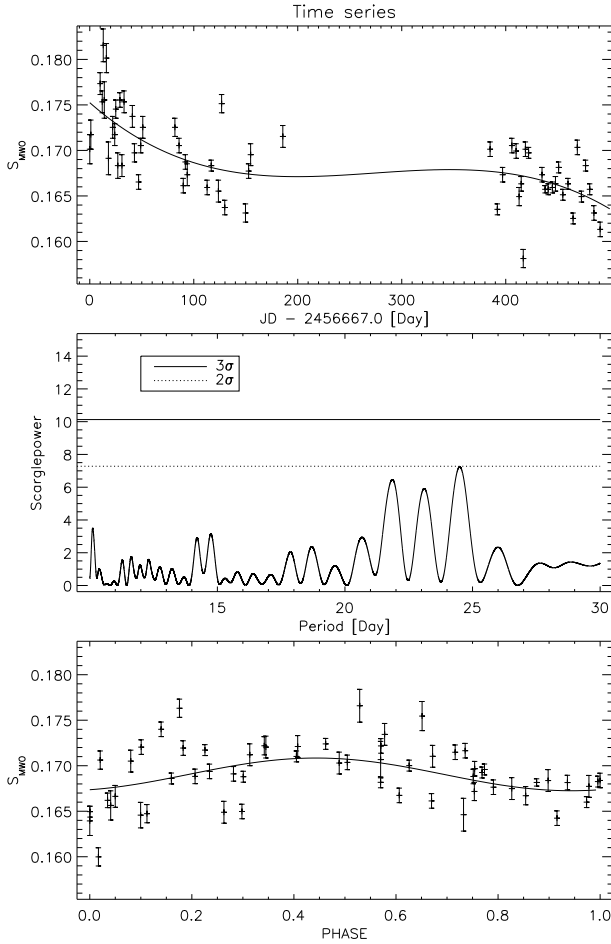 Time series
0.180
0.175
0.170
0.165
0.160
S_MWO
0 100 200 300 400
JD − 2456667.0 [Day]
14
12
10
8
6
4
2
0
Scarglepower
3σ
2σ
15 20 25 30
Period [Day]
0.180
0.175
0.170
0.165
0.160
S_MWO
0.0 0.2 0.4 0.6 0.8 1.0
PHASE